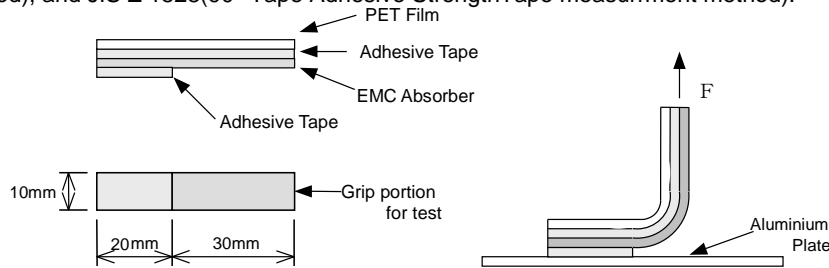 PET Film
Adhesive Tape
EMC Absorber
Adhesive Tape
F
10mm
Grip portion
for test
20mm
30mm
Aluminium
Plate